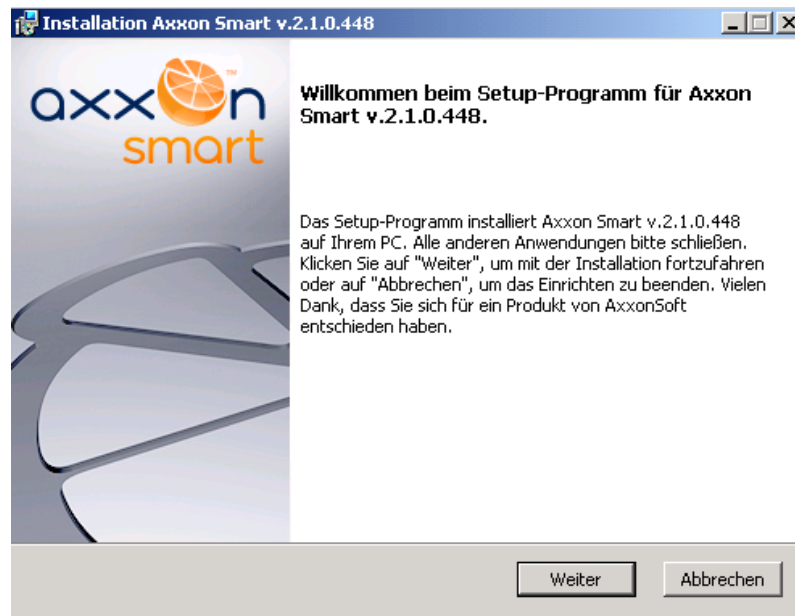 Installation Axxon Smart v.2.1.0.448
axxon™
smart
Willkommen beim Setup-Programm für Axxon
Smart v.2.1.0.448.
Das Setup-Programm installiert Axxon Smart v.2.1.0.448
auf Ihrem PC. Alle anderen Anwendungen bitte schließen.
Klicken Sie auf "Weiter", um mit der Installation fortzufahren
oder auf "Abbrechen", um das Einrichten zu beenden. Vielen
Dank, dass Sie sich für ein Produkt von AxxonSoft
entschieden haben.
Weiter
Abbrechen